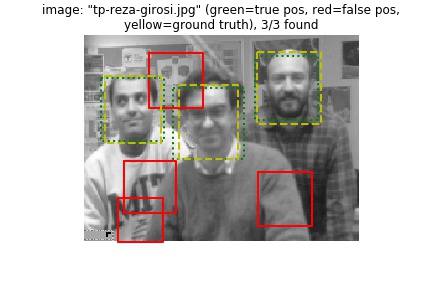 image: "tp-reza-girosi.jpg" (green=true pos, red=false pos,
yellow=ground truth), 3/3 found